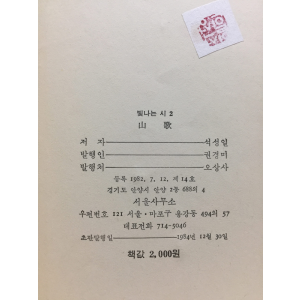 빛나는 시 2
山 歌
저 자 석성일
발행인 권경미
발행처 오상사
등록 1982. 7. 12. 제 14호
경기도 안양시 안양 2동 688의 4
서울사무소
우편번호 121 서울·마포구 용강동 494의 57
대표전화 714-5046
초판발행일 1984년 12월 30일
책값 2,000원